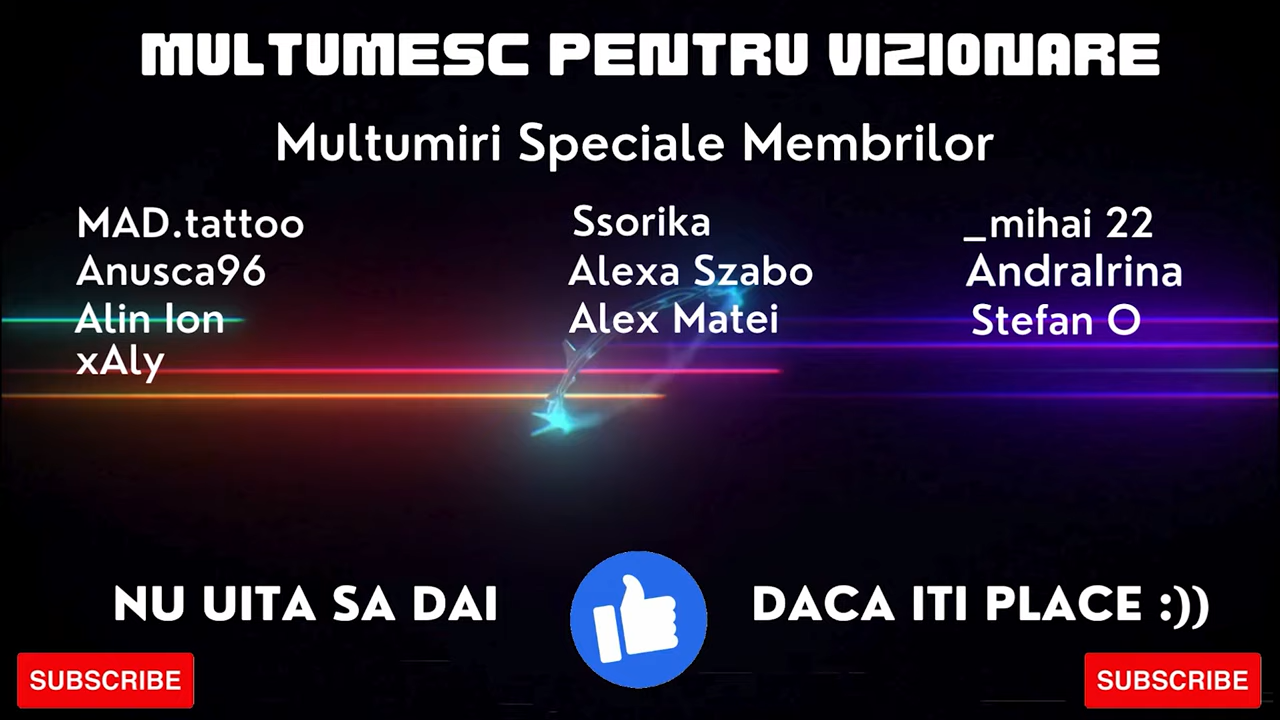 MULTUMESC PENTRU VIZIONARE
Multumiri Speciale Membrilor
MAD.tattoo
Anusca96
Alin Ion
xAly
Ssorika
Alexa Szabo
Alex Matei
_mihai 22
AndraIrina
Stefan O
NU UITA SA DAI
DACA ITI PLACE :))
SUBSCRIBE
SUBSCRIBE